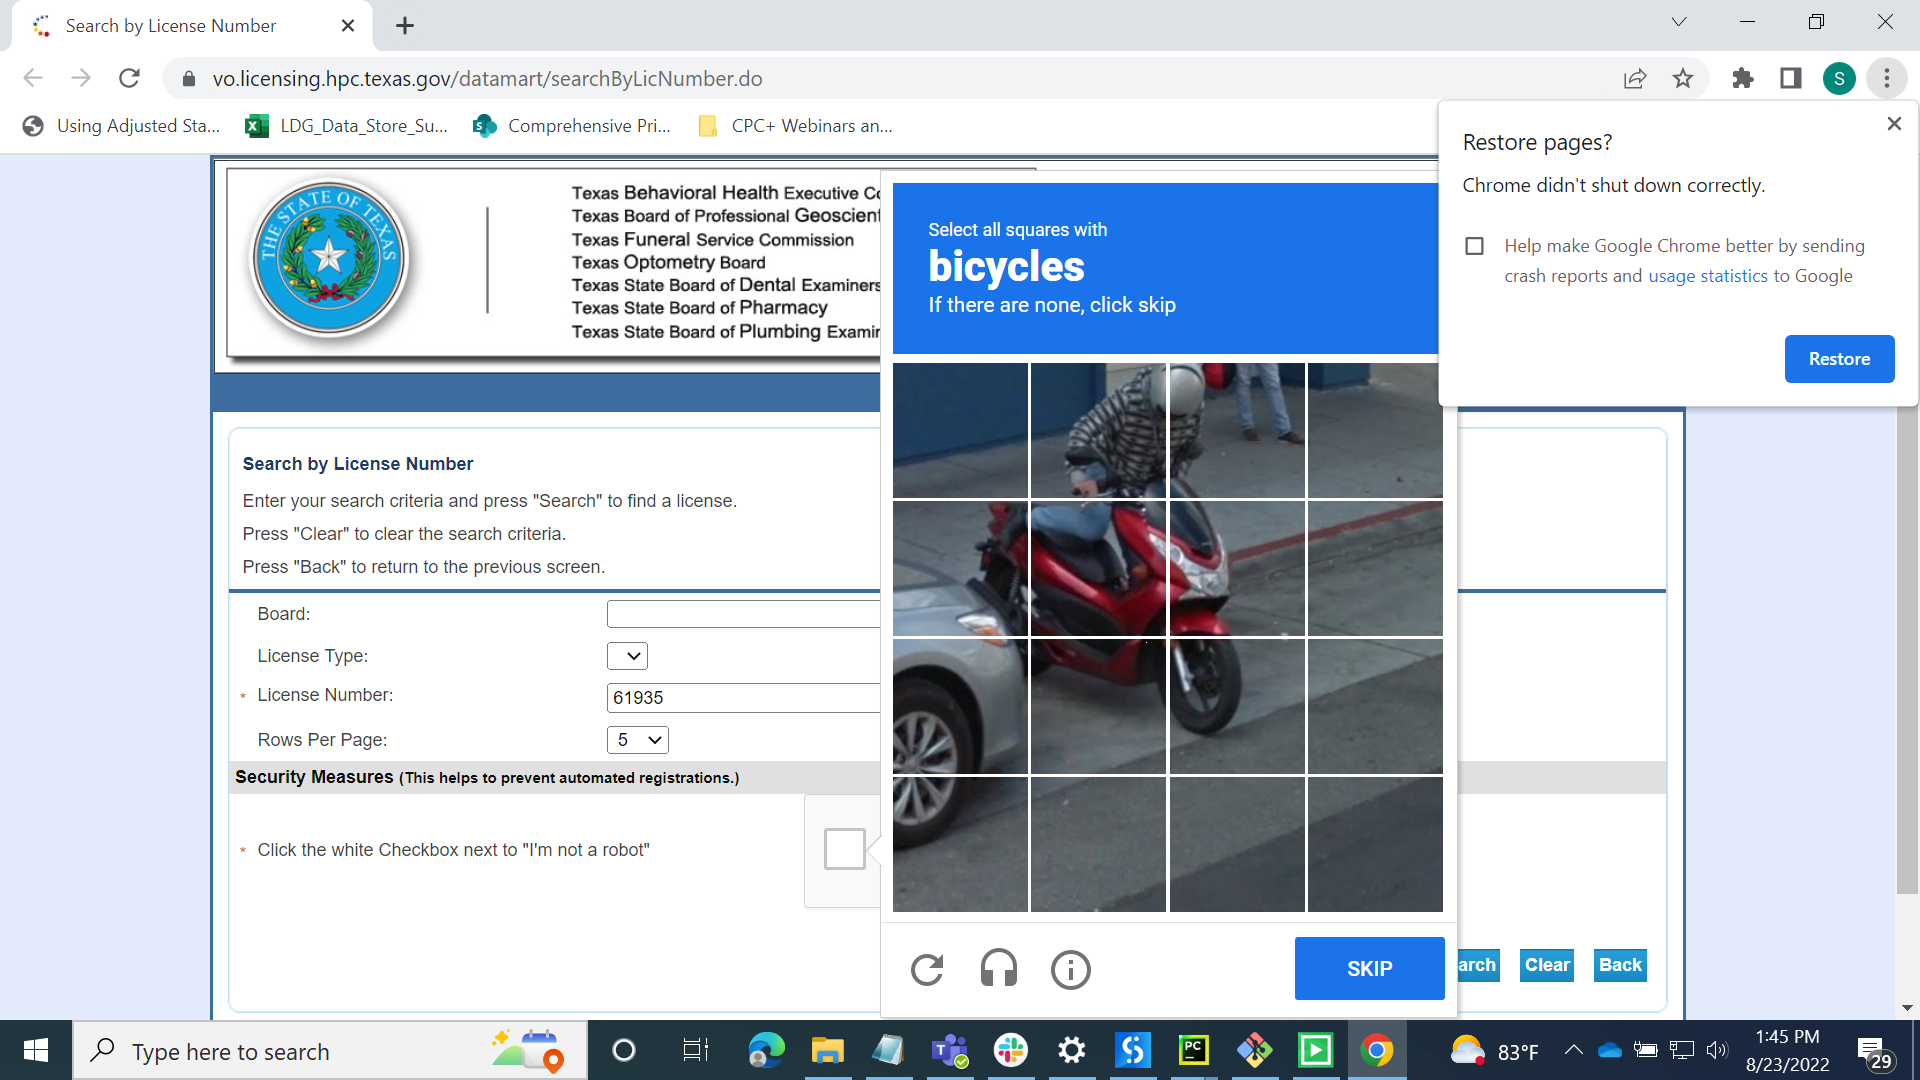 Search by License Number
vo.licensing.hpc.texas.gov/datamart/searchByLicNumber.do
S
Using Adjusted Sta...
LDG_Data_Store_Su...
Comprehensive Pri...
CPC+ Webinars an...
Restore pages?
Chrome didn't shut down correctly.
Help make Google Chrome better by sending
crash reports and usage statistics to Google
Restore
THE STATE OF TEXAS
Texas Behavioral Health Executive Co
Texas Board of Professional Geoscient
Texas Funeral Service Commission
Texas Optometry Board
Texas State Board of Dental Examiners
Texas State Board of Pharmacy
Texas State Board of Plumbing Examin
Select all squares with
bicycles
If there are none, click skip
Search by License Number
Enter your search criteria and press "Search" to find a license.
Press "Clear" to clear the search criteria.
Press "Back" to return to the previous screen.
Board:
License Type:
* License Number:
61935
Rows Per Page:
5
Security Measures (This helps to prevent automated registrations.)
* Click the white Checkbox next to "I'm not a robot"
SKIP
arch
Clear
Back
Type here to search
PC
83°F
1:45 PM
8/23/2022
29